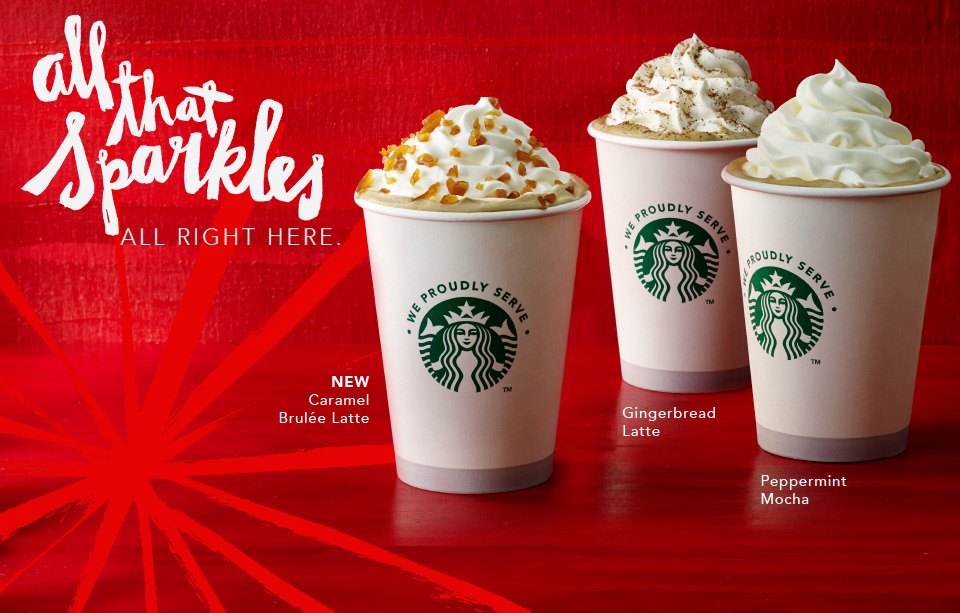 all
that
sparkles
ALL RIGHT HERE.
NEW
Caramel
Brulée Latte
WE PROUDLY SERVE
TM
WE PROUDLY SERVE
TM
Gingerbread
Latte
WE PROUDLY SERVE
TM
Peppermint
Mocha